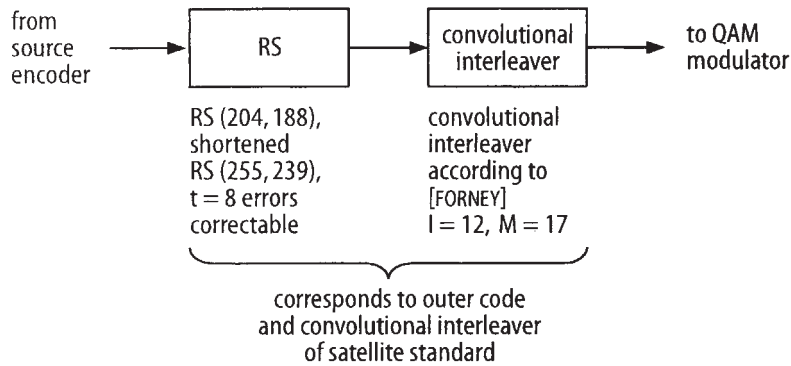 from
source
encoder
RS
convolutional
interleaver
to QAM
modulator
RS (204, 188),
shortened
RS (255, 239),
t = 8 errors
correctable
convolutional
interleaver
according to
[FORNEY]
I = 12, M = 17
corresponds to outer code
and convolutional interleaver
of satellite standard